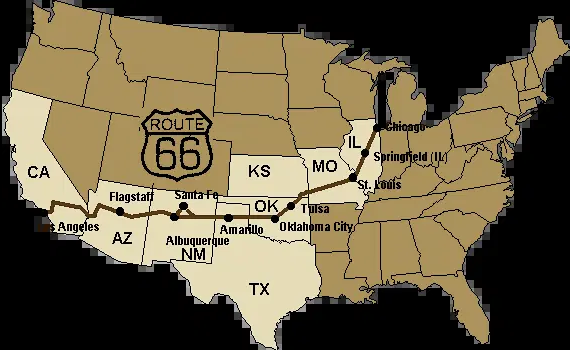 ROUTE
66
Chicago
IL
Springfield (IL)
MO
KS
CA
St. Louis
Flagstaff
Santa Fe
OK
Tulsa
Los Angeles
Amarillo
Oklahoma City
AZ
Albuquerque
NM
TX